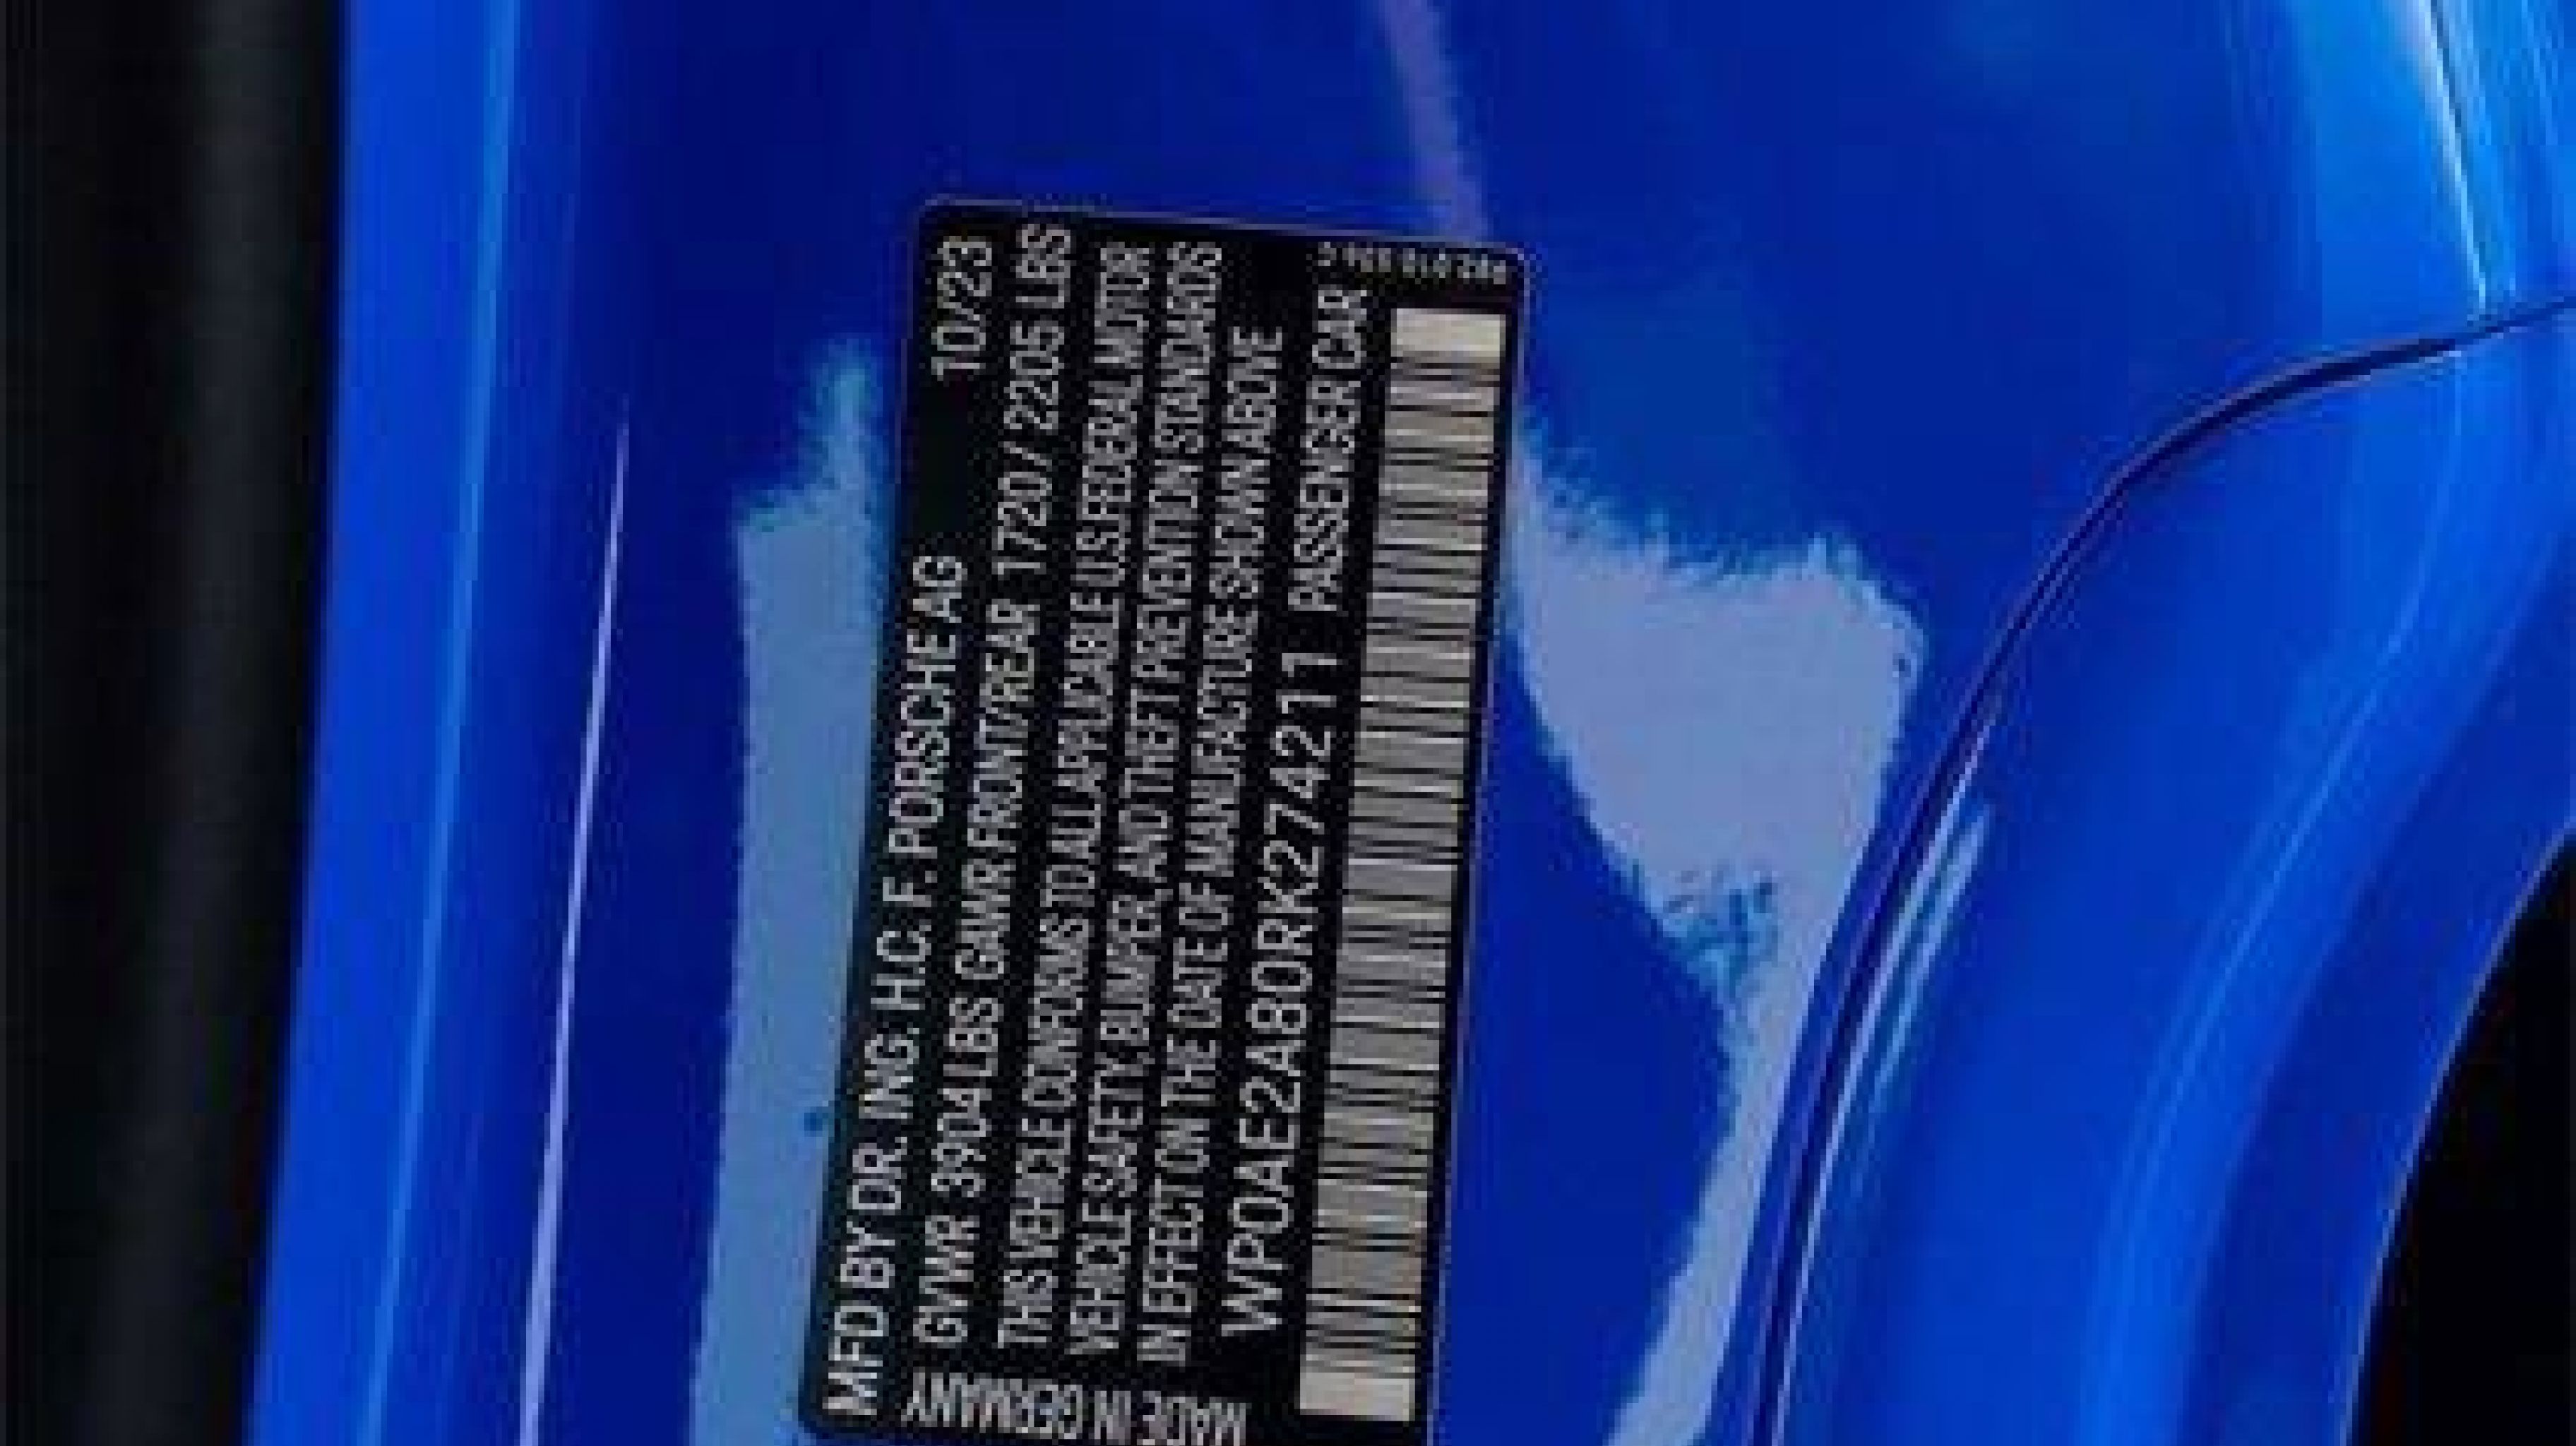 MFD BY DR. ING. H.C. F. PORSCHE AG 10/23
GVWR 3904 LBS GAWR FRONT/REAR 1720 / 2205 LBS
THIS VEHICLE CONFORMS TO ALL APPLICABLE U.S. FEDERAL MOTOR
VEHICLE SAFETY, BUMPER, AND THEFT PREVENTION STANDARDS
IN EFFECT ON THE DATE OF MANUFACTURE SHOWN ABOVE
WP0AE2A80RK274211 PASSENGER CAR
MADE IN GERMANY